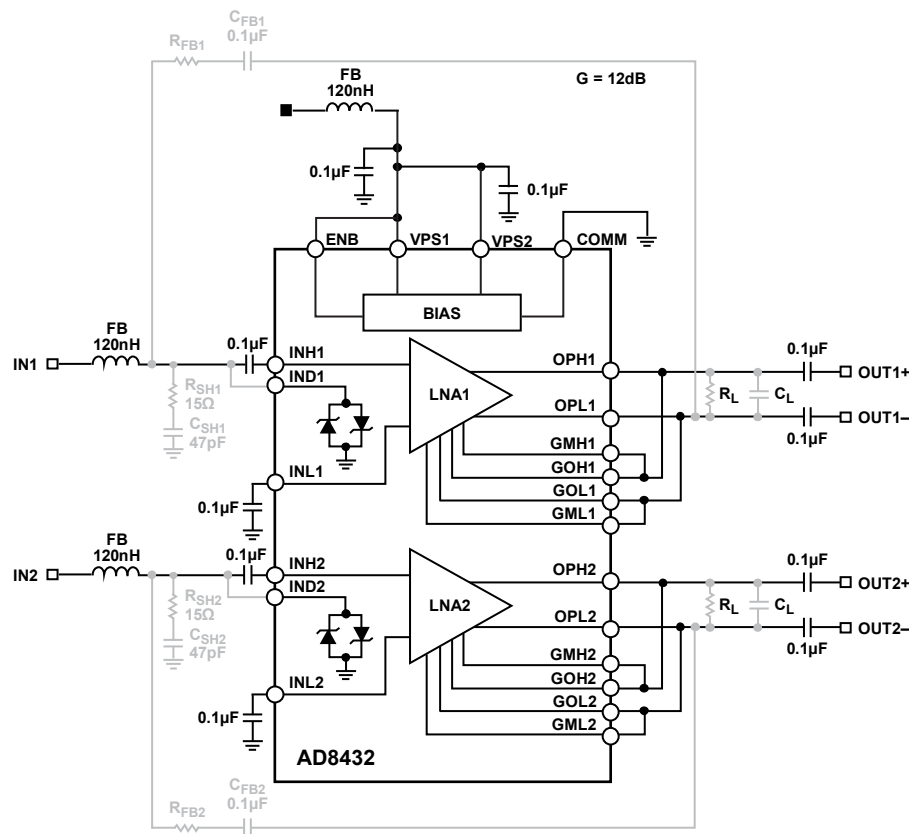 CFB1
0.1µF
RFB1
FB
120nH
G = 12dB
0.1µF
0.1µF
ENB
VPS1
VPS2
COMM
BIAS
FB
120nH
0.1µF
IN1
INH1
IND1
RSH1
15Ω
CSH1
47pF
INL1
0.1µF
LNA1
OPH1
OPL1
GMH1
GOH1
GOL1
GML1
RL
CL
0.1µF
OUT1+
OUT1–
0.1µF
FB
120nH
0.1µF
IN2
INH2
IND2
RSH2
15Ω
CSH2
47pF
INL2
0.1µF
LNA2
OPH2
OPL2
GMH2
GOH2
GOL2
GML2
RL
CL
0.1µF
OUT2+
OUT2–
0.1µF
AD8432
CFB2
0.1µF
RFB2